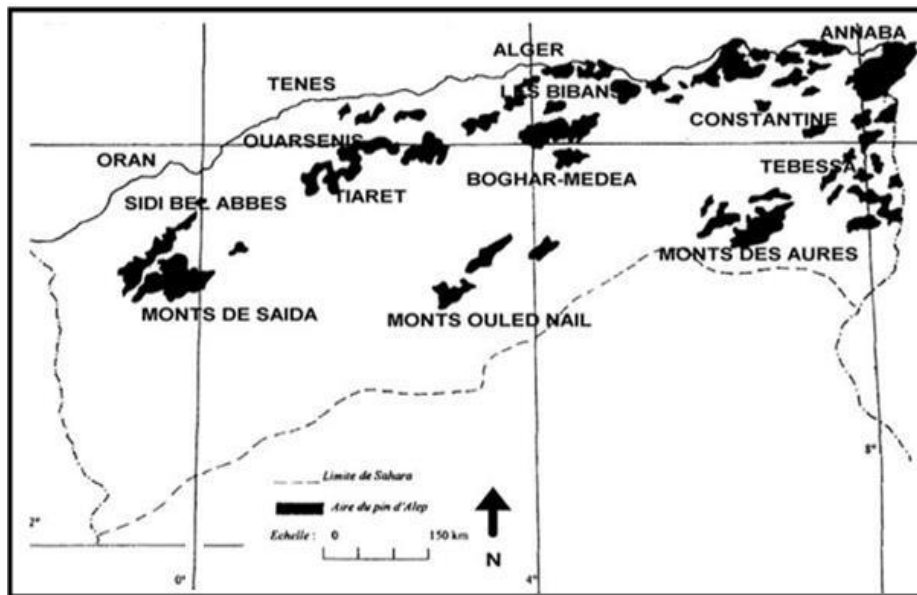 ANNABA
ALGER
TENES
LES BIBANS
CONSTANTINE
OUARSENIS
ORAN
TEBESSA
BOGHAR-MEDEA
TIARET
SIDI BEL ABBES
MONTS DES AURES
MONTS DE SAIDA
MONTS OULED NAIL
8°
Limite de Sahara
Aire du pin d'Alep
Echelle : 0 150 km
2°
N
0°
4°